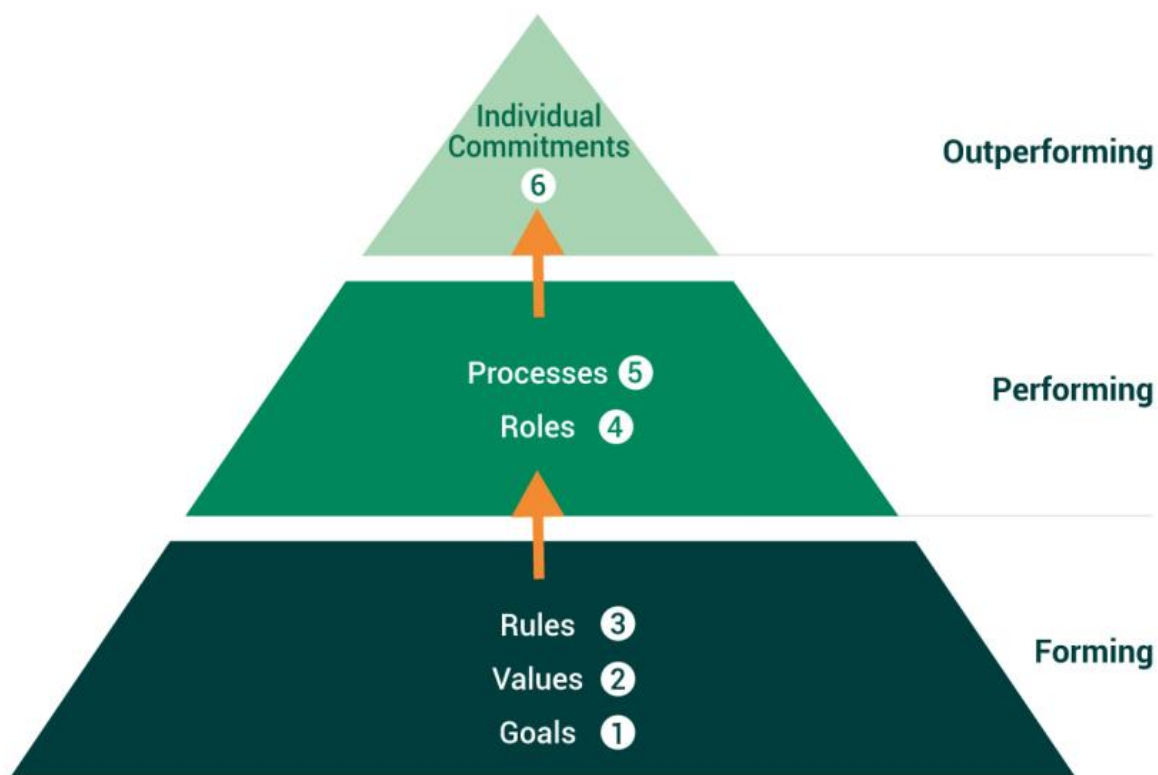 Individual
Commitments
6
Outperforming
Processes 5
Performing
Roles 4
Rules 3
Forming
Values 2
Goals 1